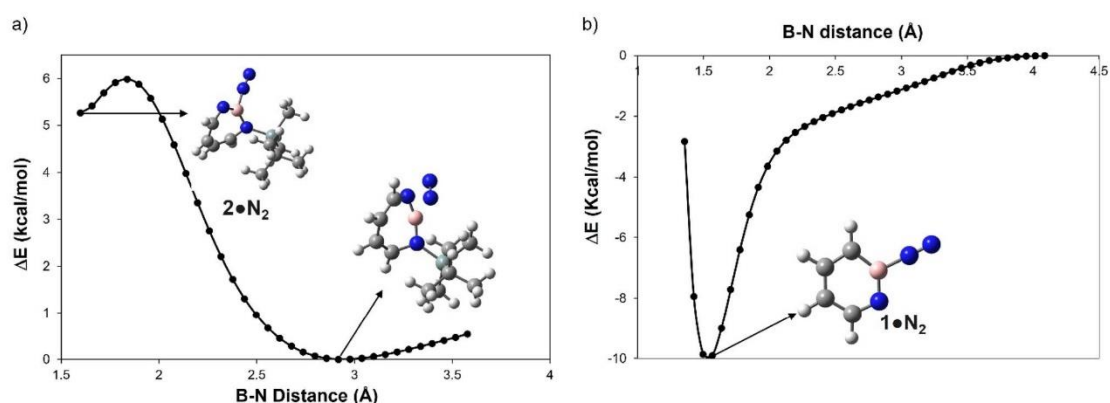 a)
6
5
4
3
2
1
0
ΔE (kcal/mol)
2•N₂
1.5 2 2.5 3 3.5 4
B-N Distance (Å)
b)
B-N distance (Å)
1 1.5 2 2.5 3 3.5 4 4.5
0
-2
-4
-6
-8
-10
ΔE (Kcal/mol)
1•N₂